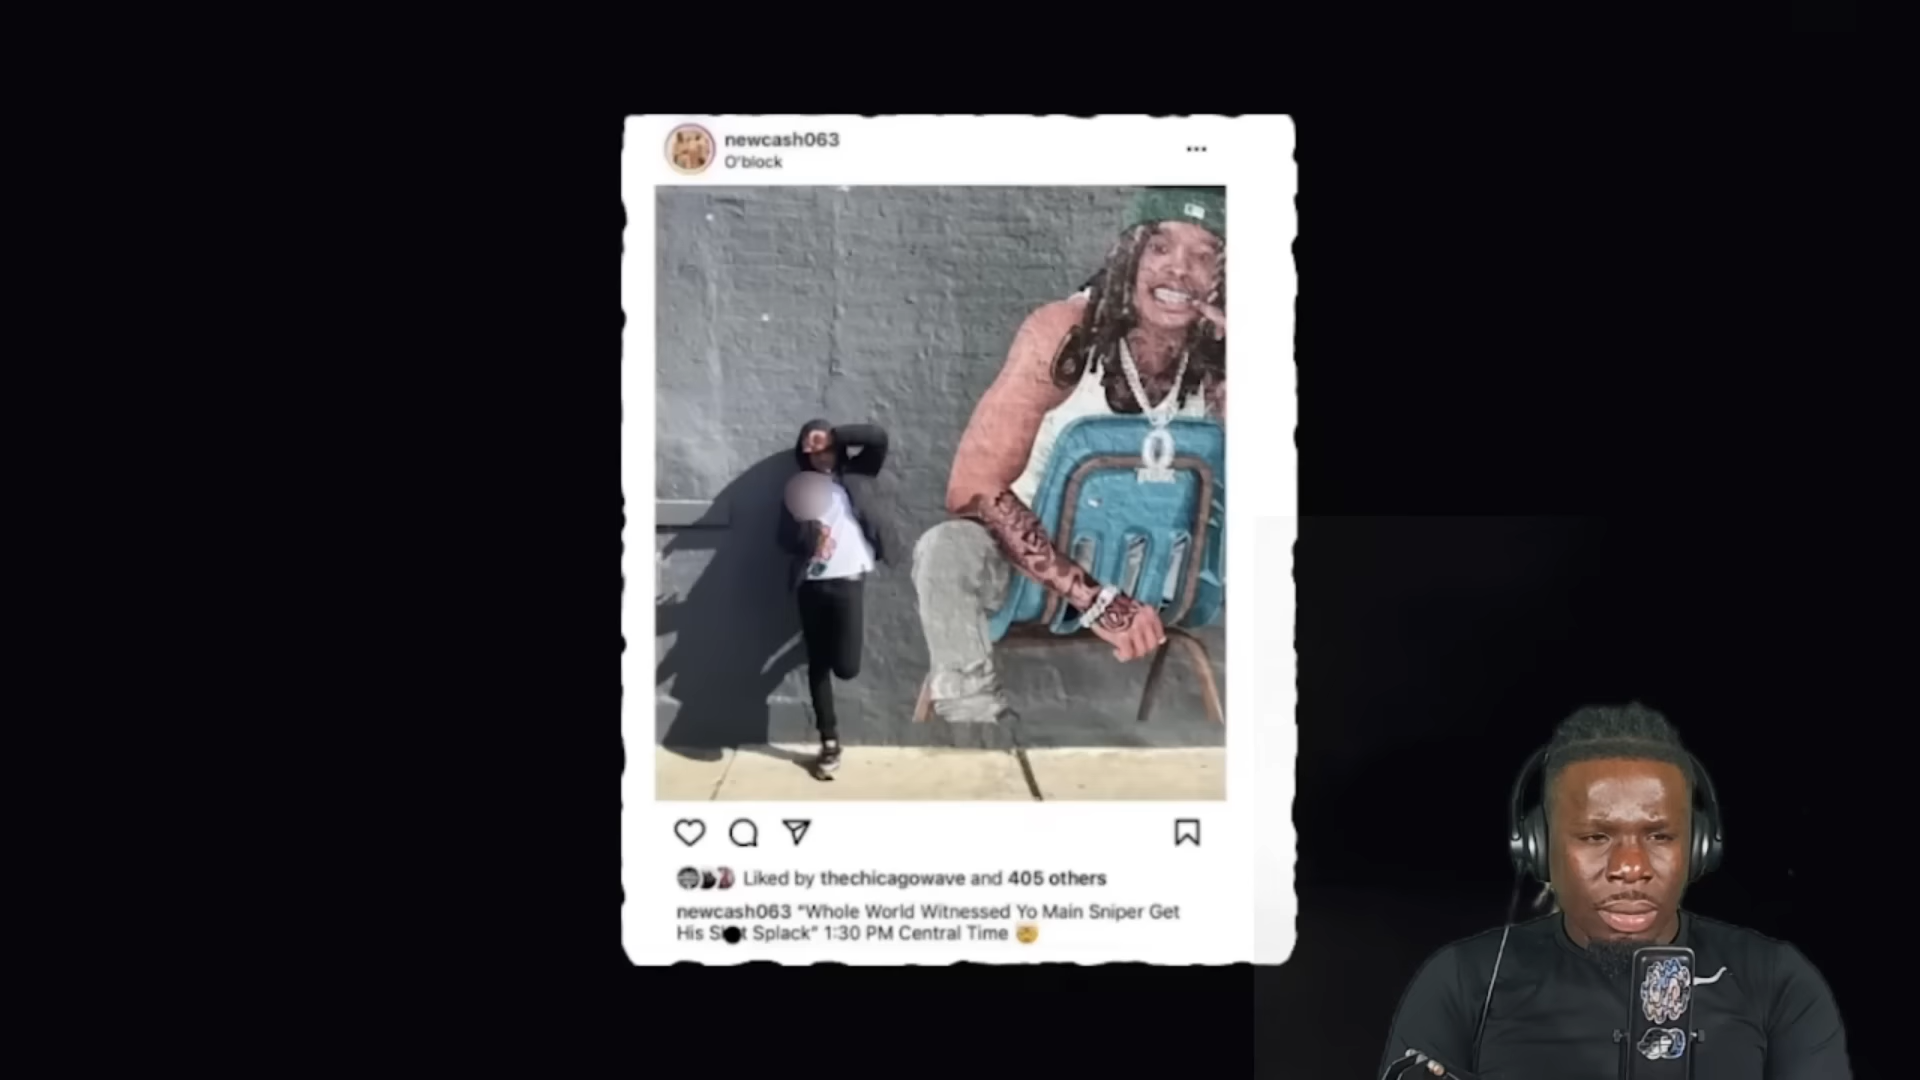 newcash063
O'block
Liked by thechicagowave and 405 others
newcash063 "Whole World Witnessed Yo Main Sniper Get
His Sh●t Splack" 1:30 PM Central Time 🤯